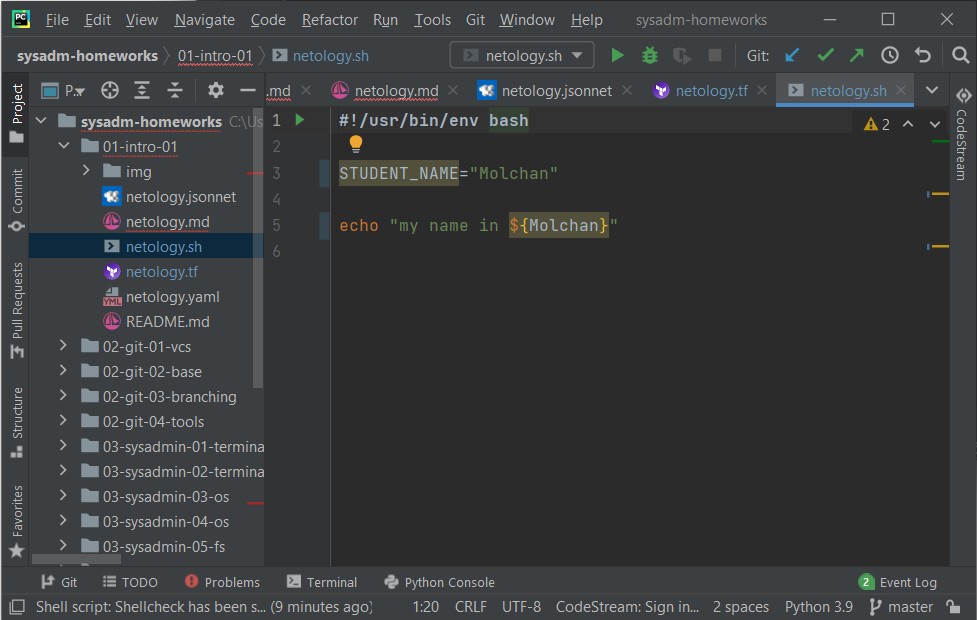 PC File Edit View Navigate Code Refactor Run Tools Git Window Help sysadm-homeworks
sysadm-homeworks 01-intro-01 netology.sh netology.sh Git:
P... .md netology.md netology.jsonnet netology.tf netology.sh
Project
Commit
Pull Requests
Structure
Favorites
sysadm-homeworks C:\Us
01-intro-01
img
netology.jsonnet
netology.md
netology.sh
netology.tf
YML netology.yaml
README.md
02-git-01-vcs
02-git-02-base
02-git-03-branching
02-git-04-tools
03-sysadmin-01-termina
03-sysadmin-02-termina
03-sysadmin-03-os
03-sysadmin-04-os
03-sysadmin-05-fs
1 #!/usr/bin/env bash
2
3 STUDENT_NAME="Molchan"
4
5 echo "my name in ${Molchan}"
6
2
CodeStream
Git TODO Problems Terminal Python Console 2 Event Log
Shell script: Shellcheck has been s... (9 minutes ago) 1:20 CRLF UTF-8 CodeStream: Sign in... 2 spaces Python 3.9 master